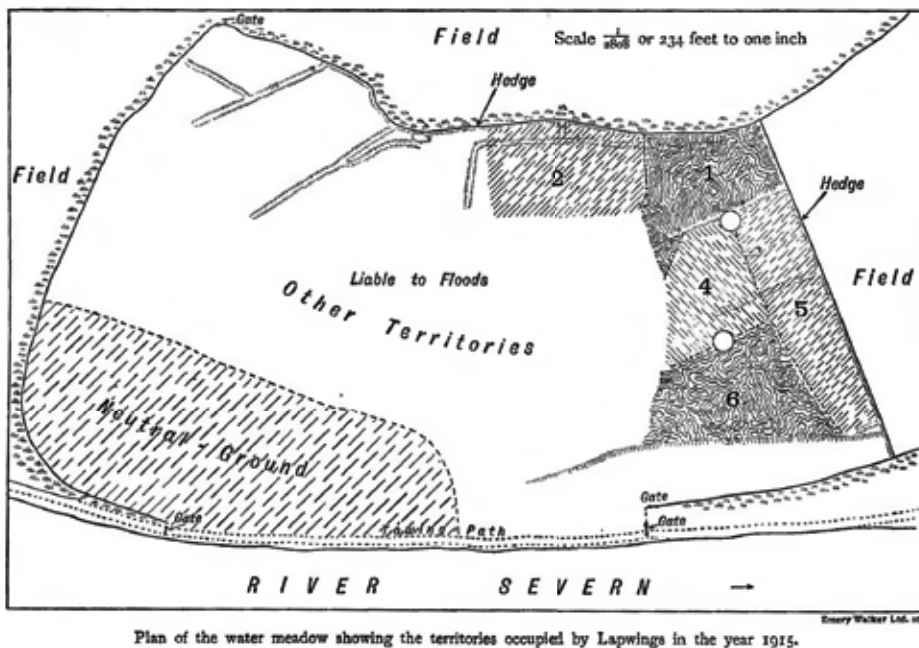 Gate
Field
Scale 1/2808 or 234 feet to one inch
Hedge
Field
2
1
Hedge
Liable to Floods
Other Territories
4
5
Field
6
Neutral - Ground
Gate
Gate
Gate
Towing Path
RIVER SEVERN →
Emery Walker Ltd.
Plan of the water meadow showing the territories occupied by Lapwings in the year 1915.